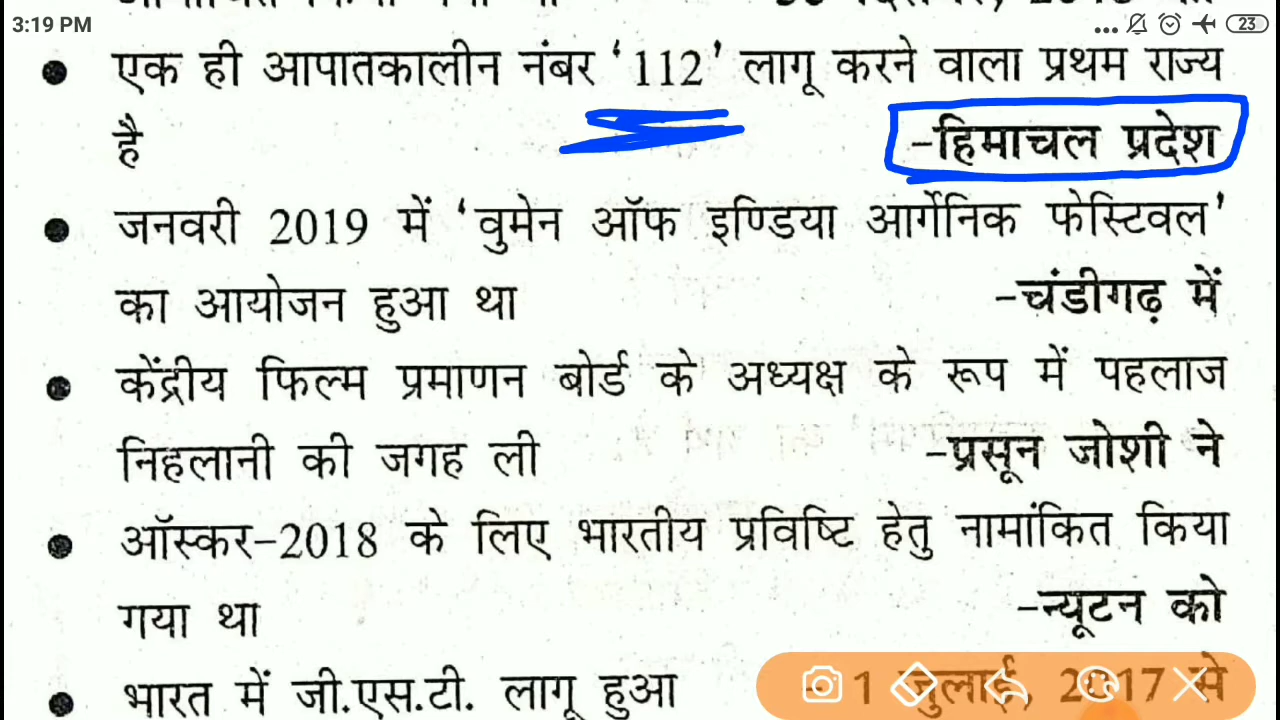 3:19 PM
23
● एक ही आपातकालीन नंबर ‘112’ लागू करने वाला प्रथम राज्य
है -हिमाचल प्रदेश
● जनवरी 2019 में ‘वुमेन ऑफ इण्डिया आर्गेनिक फेस्टिवल’
का आयोजन हुआ था -चंडीगढ़ में
● केंद्रीय फिल्म प्रमाणन बोर्ड के अध्यक्ष के रूप में पहलाज
निहलानी की जगह ली -प्रसून जोशी ने
● ऑस्कर-2018 के लिए भारतीय प्रविष्टि हेतु नामांकित किया
गया था -न्यूटन को
● भारत में जी.एस.टी. लागू हुआ - 1 जुलाई, 2017 से